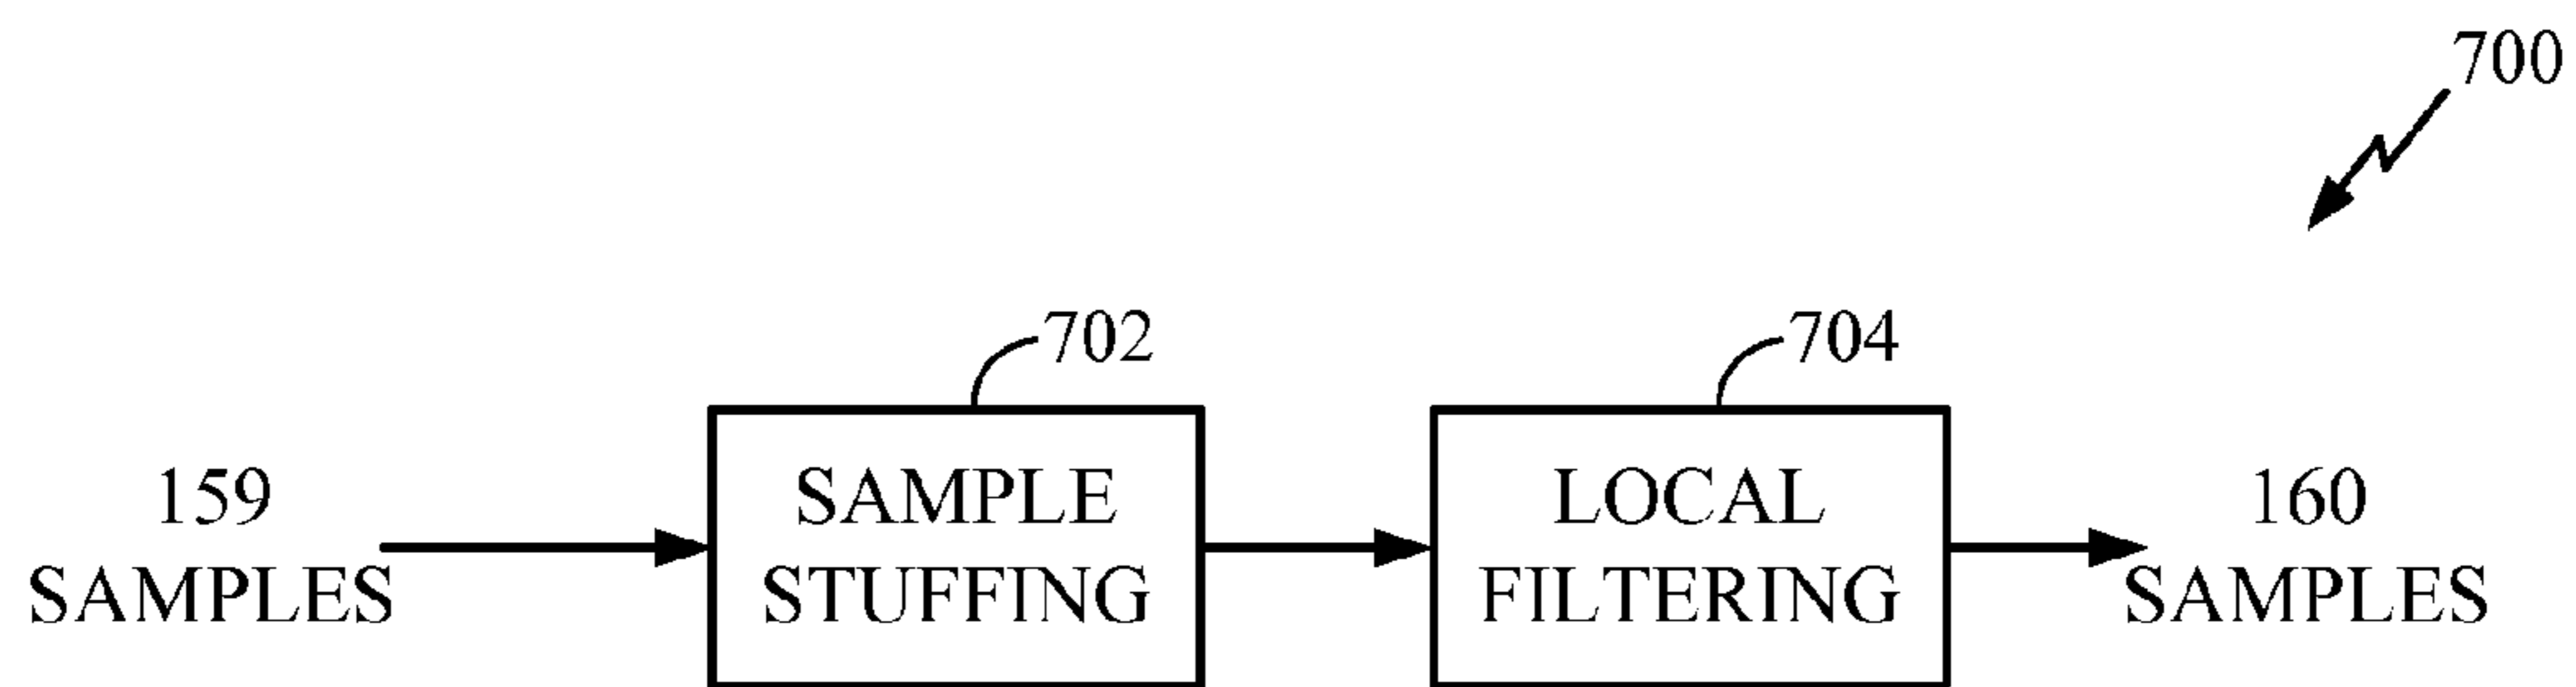 700
702
704
159
SAMPLES
SAMPLE
STUFFING
LOCAL
FILTERING
160
SAMPLES